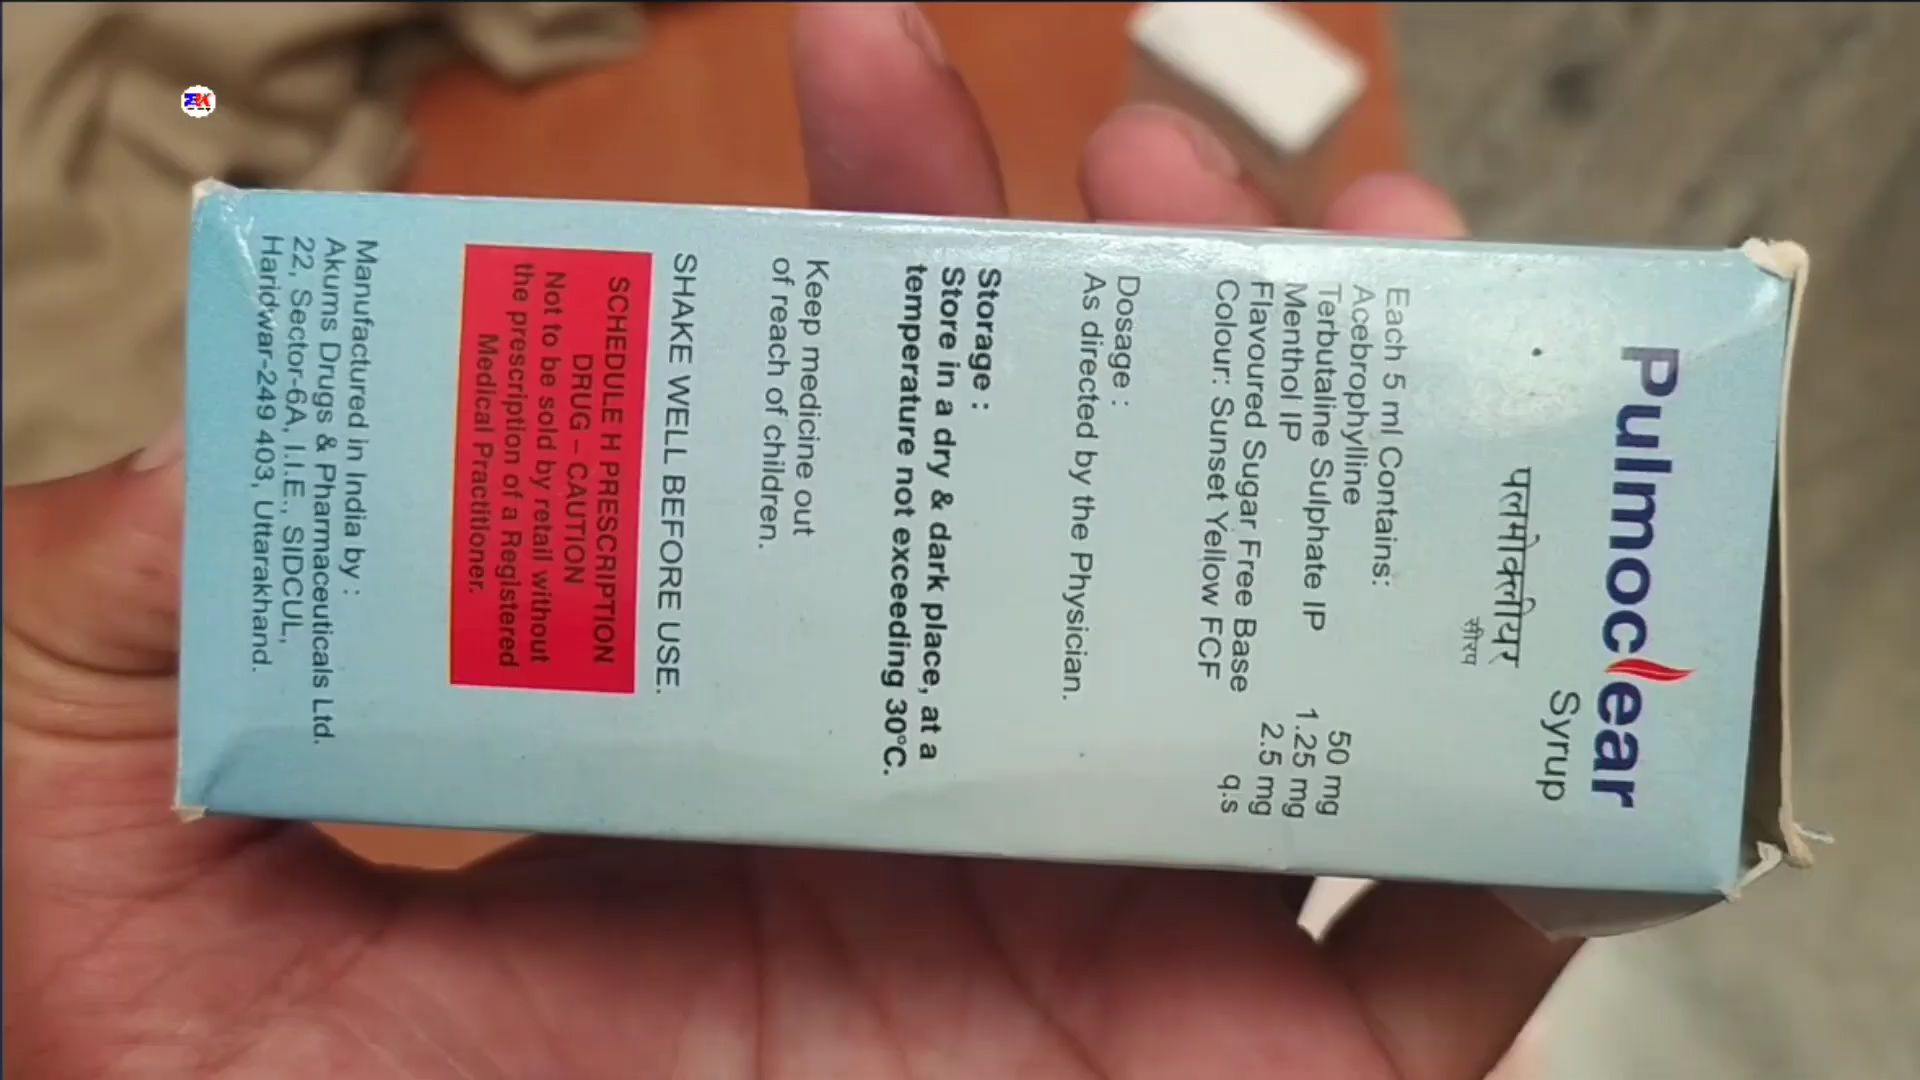 Pulmoclear
Syrup
पल्मोक्लीयर
सीरप
Each 5 ml Contains:
Acebrophylline 50 mg
Terbutaline Sulphate IP 1.25 mg
Menthol IP 2.5 mg
Flavoured Sugar Free Base q.s
Colour: Sunset Yellow FCF
Dosage :
As directed by the Physician.
Storage :
Store in a dry & dark place, at a
temperature not exceeding 30°C.
Keep medicine out
of reach of children.
SHAKE WELL BEFORE USE.
SCHEDULE H PRESCRIPTION
DRUG – CAUTION
Not to be sold by retail without
the prescription of a Registered
Medical Practitioner.
Manufactured in India by :
Akums Drugs & Pharmaceuticals Ltd.
22, Sector-6A, I.I.E., SIDCUL,
Haridwar-249 403, Uttarakhand.